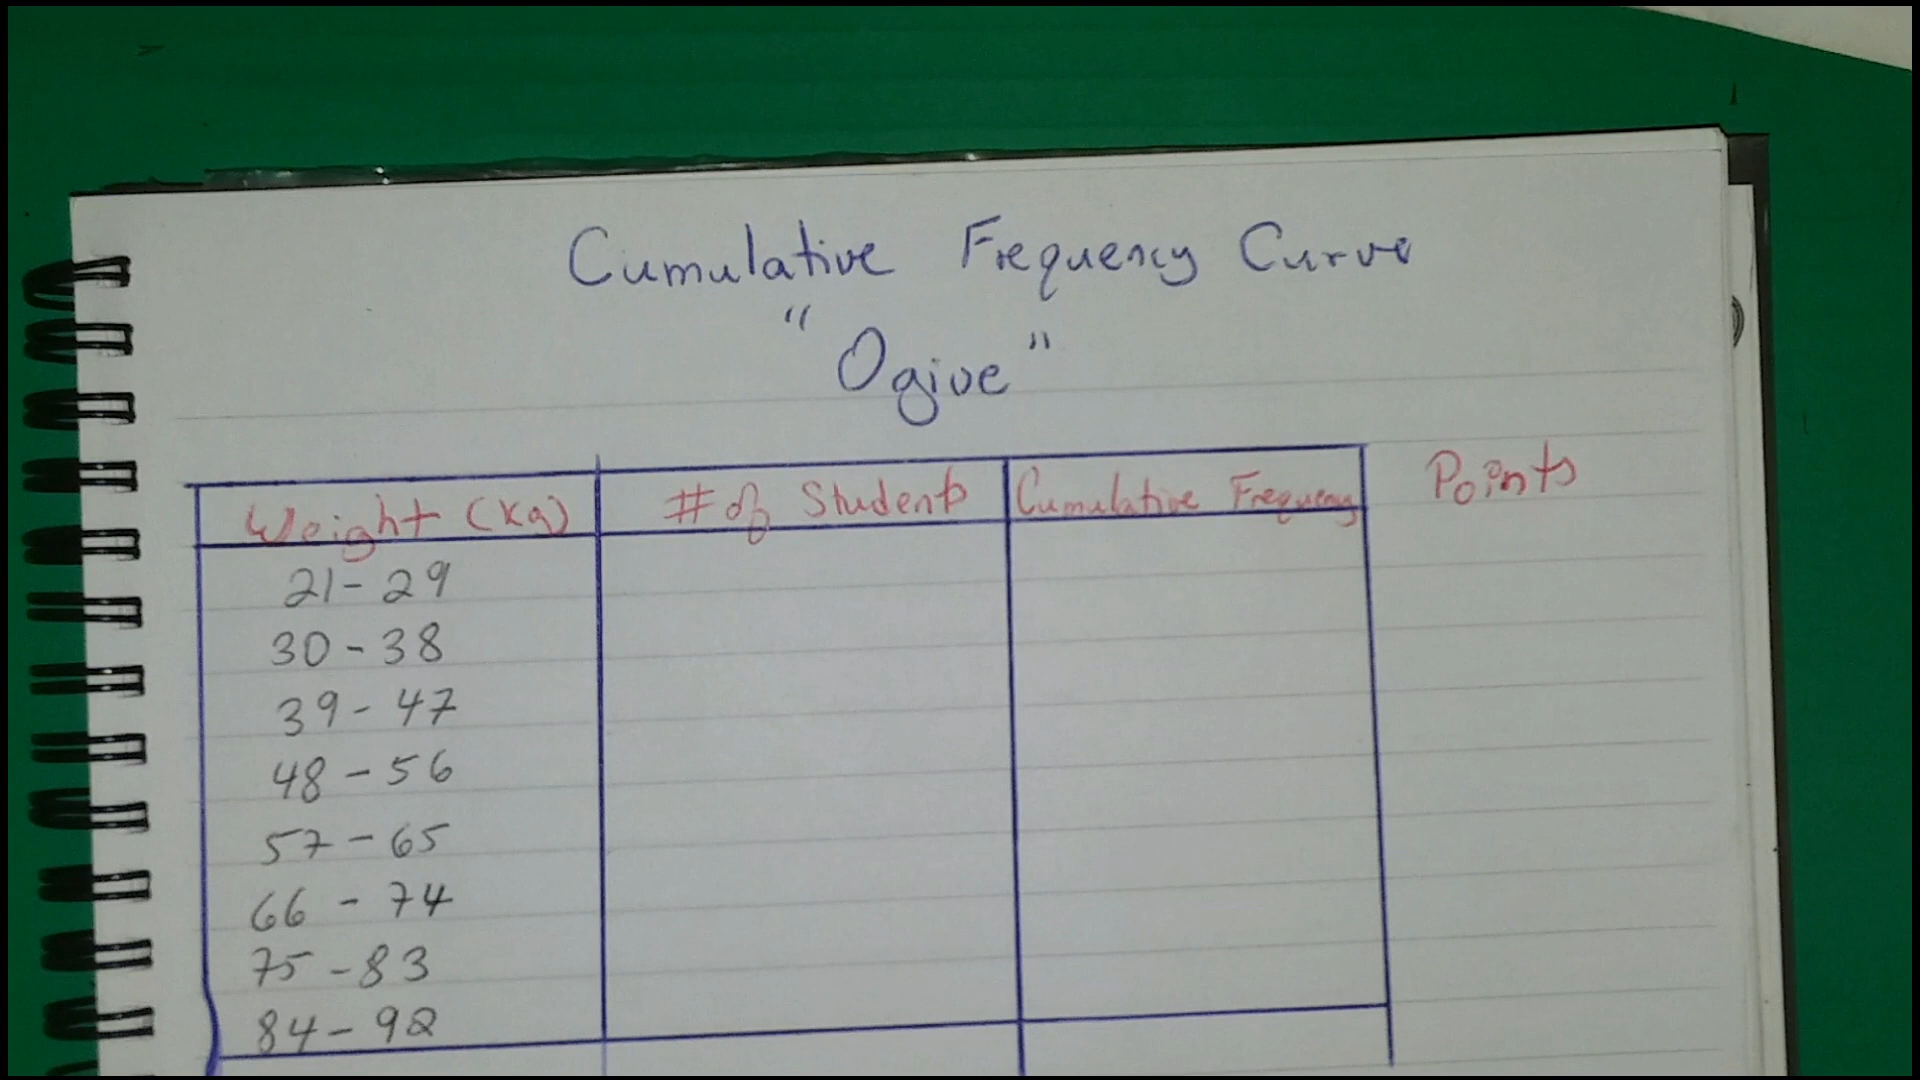 Cumulative Frequency Curve
"Ogive"
Weight (Kg) # of Students Cumulative Frequency Points
21-29
30-38
39-47
48-56
57-65
66-74
75-83
84-92